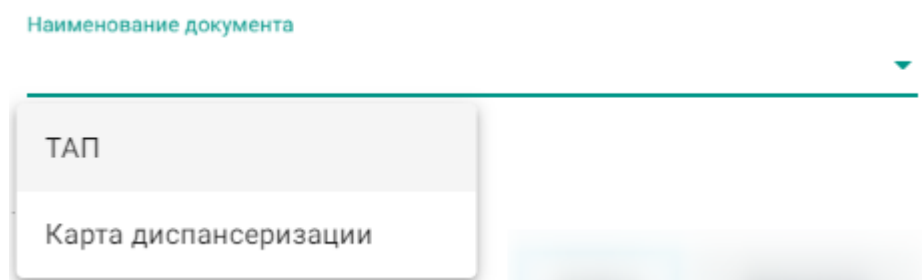 Наименование документа
ТАП
Карта диспансеризации